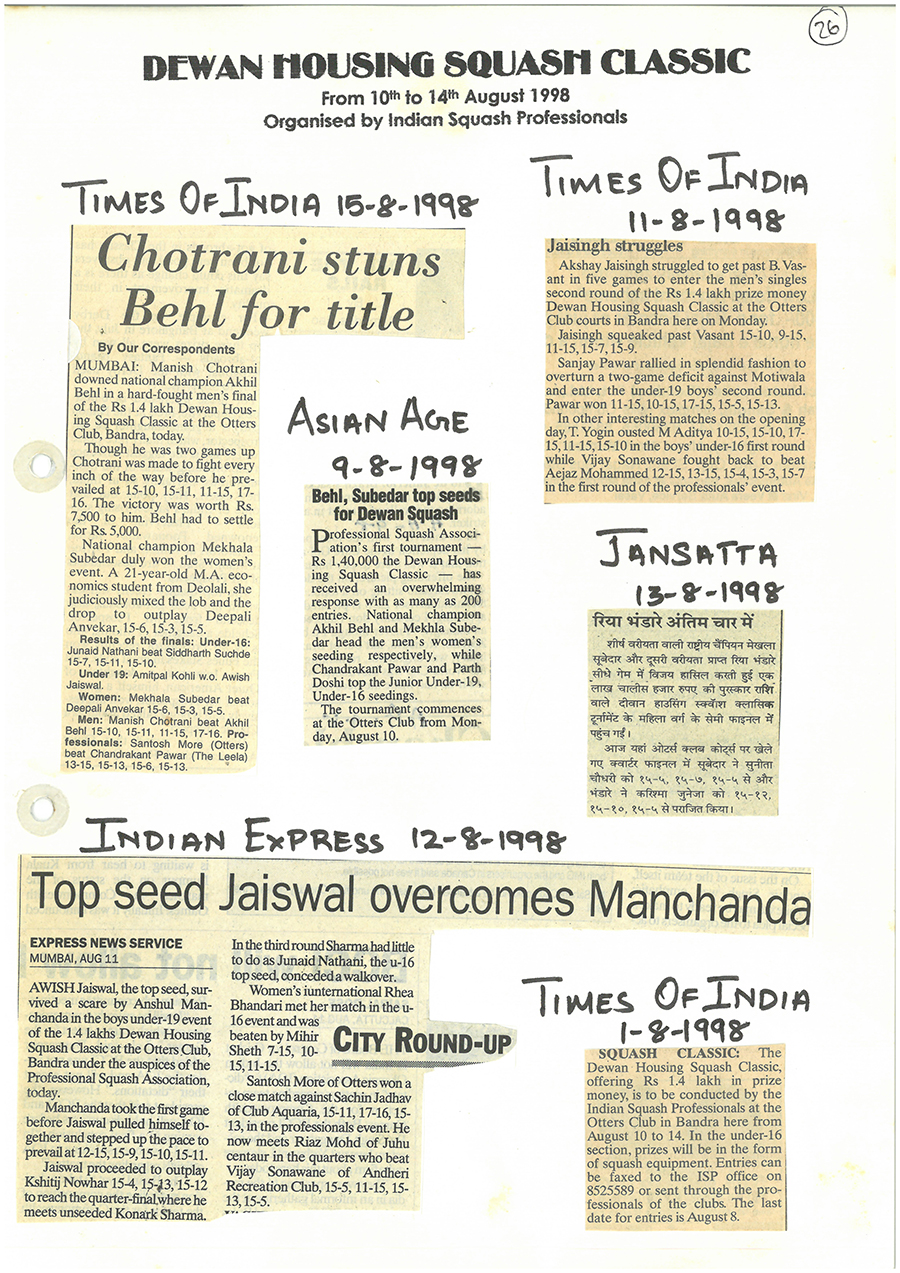 26
DEWAN HOUSING SQUASH CLASSIC
From 10th to 14th August 1998
Organised by Indian Squash Professionals
TIMES OF INDIA 15-8-1998
Chotrani stuns
Behl for title
By Our Correspondents
MUMBAI: Manish Chotrani
downed national champion Akhil
Behl in a hard-fought men's final
of the Rs 1.4 lakh Dewan Hous-
ing Squash Classic at the Otters
Club, Bandra, today.
Though he was two games up
Chotrani was made to fight every
inch of the way before he pre-
vailed at 15-10, 15-11, 11-15, 17-
16. The victory was worth Rs.
7,500 to him. Behl had to settle
for Rs. 5,000.
National champion Mekhala
Subedar duly won the women's
event. A 21-year-old M.A. eco-
nomics student from Deolali, she
judiciously mixed the lob and the
drop to outplay Deepali
Anvekar, 15-6, 15-3, 15-5.
Results of the finals: Under-16:
Junaid Nathani beat Siddharth Suchde
15-7, 15-11, 15-10.
Under 19: Amitpal Kohli w.o. Awish
Jaiswal.
Women: Mekhala Subedar beat
Deepali Anvekar 15-6, 15-3, 15-5.
Men: Manish Chotrani beat Akhil
Behl 15-10, 15-11, 11-15, 17-16. Pro-
fessionals: Santosh More (Otters)
beat Chandrakant Pawar (The Leela)
13-15, 15-13, 15-6, 15-13.
ASIAN AGE
9-8-1998
Behl, Subedar top seeds
for Dewan Squash
Professional Squash Associ-
ation's first tournament —
Rs 1,40,000 the Dewan Hous-
ing Squash Classic — has
received an overwhelming
response with as many as 200
entries. National champion
Akhil Behl and Mekhla Sube-
dar head the men's women's
seeding respectively, while
Chandrakant Pawar and Parth
Doshi top the Junior Under-19,
Under-16 seedings.
The tournament commences
at the Otters Club from Mon-
day, August 10.
TIMES OF INDIA
11-8-1998
Jaisingh struggles
Akshay Jaisingh struggled to get past B. Vas-
ant in five games to enter the men's singles
second round of the Rs 1.4 lakh prize money
Dewan Housing Squash Classic at the Otters
Club courts in Bandra here on Monday.
Jaisingh squeaked past Vasant 15-10, 9-15,
11-15, 15-7, 15-9.
Sanjay Pawar rallied in splendid fashion to
overturn a two-game deficit against Motiwala
and enter the under-19 boys' second round.
Pawar won 11-15, 10-15, 17-15, 15-5, 15-13.
In other interesting matches on the opening
day, T. Yogin ousted M Aditya 10-15, 15-10, 17-
15, 11-15, 15-10 in the boys' under-16 first round
while Vijay Sonawane fought back to beat
Aejaz Mohammed 12-15, 13-15, 15-4, 15-3, 15-7
in the first round of the professionals' event.
JANSATTA
13-8-1998
रिया भंडारे अंतिम चार में
शीर्ष वरीयता वाली राष्ट्रीय चैंपियन मेखला
सूबेदार और दूसरी वरीयता प्राप्त रिया भंडारे
सीधे गेम में विजय हासिल करती हुई एक
लाख चालीस हजार रुपए की पुरस्कार राशि
वाले दीवान हाउसिंग स्क्वॉश क्लासिक
टूर्नामेंट के महिला वर्ग के सेमी फाइनल में
पहुंच गईं।
आज यहां ओटर्स क्लब कोर्ट्स पर खेले
गए क्वार्टर फाइनल में सूबेदार ने सुनीता
चौधरी को १५-५, १५-७, १५-५ से और
भंडारे ने करिश्मा जुनेजा को १५-१२,
१५-१०, १५-५ से पराजित किया।
INDIAN EXPRESS 12-8-1998
Top seed Jaiswal overcomes Manchanda
EXPRESS NEWS SERVICE
MUMBAI, AUG 11
AWISH Jaiswal, the top seed, sur-
vived a scare by Anshul Man-
chanda in the boys under-19 event
of the 1.4 lakhs Dewan Housing
Squash Classic at the Otters Club,
Bandra under the auspices of the
Professional Squash Association,
today.
Manchanda took the first game
before Jaiswal pulled himself to-
gether and stepped up the pace to
prevail at 12-15, 15-9, 15-10, 15-11.
Jaiswal proceeded to outplay
Kshitij Nowhar 15-4, 15-13, 15-12
to reach the quarter-final where he
meets unseeded Konark Sharma.
In the third round Sharma had little
to do as Junaid Nathani, the u-16
top seed, conceded a walkover.
Women's iunternational Rhea
Bhandari met her match in the u-
16 event and was
beaten by Mihir
Sheth 7-15, 10-
15, 11-15.
CITY ROUND-UP
Santosh More of Otters won a
close match against Sachin Jadhav
of Club Aquaria, 15-11, 17-16, 15-
13, in the professionals event. He
now meets Riaz Mohd of Juhu
centaur in the quarters who beat
Vijay Sonawane of Andheri
Recreation Club, 15-5, 11-15, 15-
13, 15-5.
TIMES OF INDIA
1-8-1998
SQUASH CLASSIC: The
Dewan Housing Squash Classic,
offering Rs 1.4 lakh in prize
money, is to be conducted by the
Indian Squash Professionals at the
Otters Club in Bandra here from
August 10 to 14. In the under-16
section, prizes will be in the form
of squash equipment. Entries can
be faxed to the ISP office on
8525589 or sent through the pro-
fessionals of the clubs. The last
date for entries is August 8.